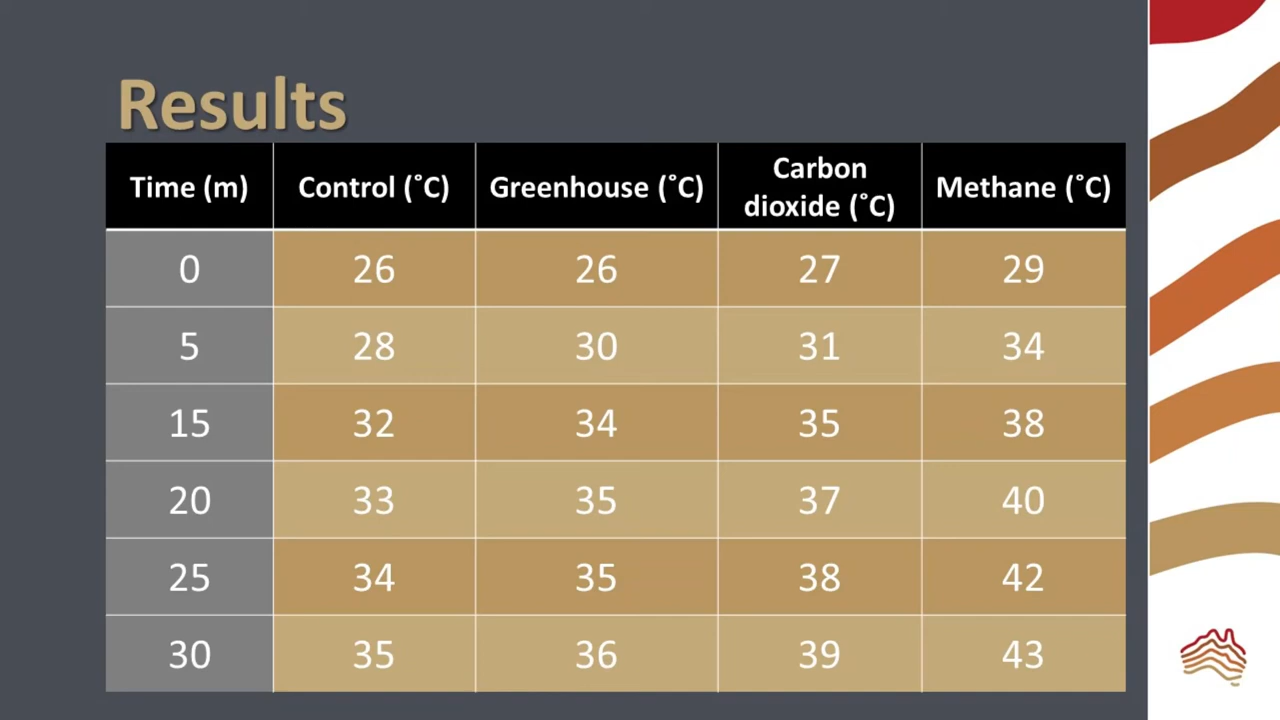 Results
Time (m) Control (˚C) Greenhouse (˚C) Carbon dioxide (˚C) Methane (˚C)
0 26 26 27 29
5 28 30 31 34
15 32 34 35 38
20 33 35 37 40
25 34 35 38 42
30 35 36 39 43